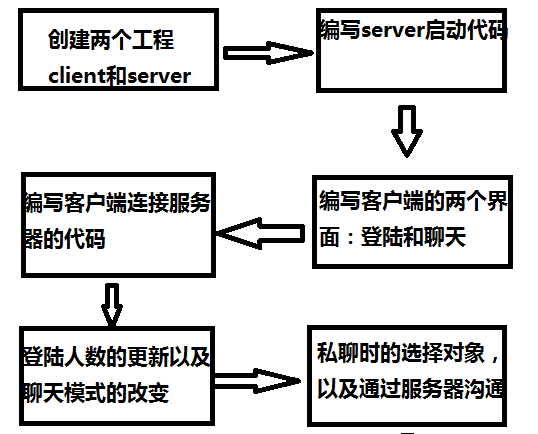 创建两个工程
client和server
编写server启动代码
编写客户端的两个界
面：登陆和聊天
编写客户端连接服务
器的代码
登陆人数的更新以及
聊天模式的改变
私聊时的选择对象，
以及通过服务器沟通